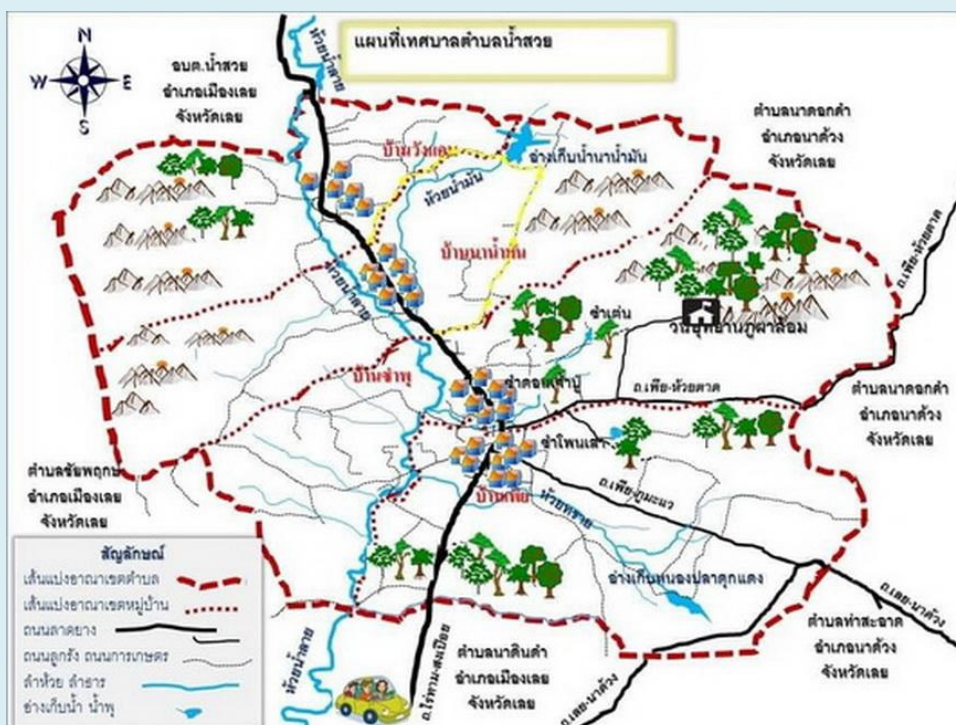 แผนที่เทศบาลตำบลน้ำสวย
N
W
E
S
อบต.น้ำสวย
อำเภอเมืองเลย
จังหวัดเลย
ห้วยน้ำลาย
ตำบลนาดอกคำ
อำเภอนาด้วง
จังหวัดเลย
บ้านวังแคน
อ่างเก็บน้ำนาน้ำมัน
ห้วยน้ำมัน
บ้านนาน้ำมัน
ห้วยน้ำลาย
ถ.เพีย-ห้วยตาด
ซำเต่น
วนอุทยานภูผาล้อม
บ้านซำพุ
ถ.เพีย-ห้วยตาด
ตำบลนาดอกคำ
อำเภอนาด้วง
จังหวัดเลย
ซำโพนเสา
ตำบลชัยพฤกษ์
อำเภอเมืองเลย
จังหวัดเลย
บ้านเพีย
ห้วยทราย
อ่างเก็บหนองปลาดุกแดง
ถ.เลย-นาด้วง
ตำบลท่าสะอาด
อำเภอนาด้วง
จังหวัดเลย
ตำบลนาดินดำ
อำเภอเมืองเลย
จังหวัดเลย
ห้วยน้ำลาย
ถ.ไร่ทาม-สงเปือย
ถ.เลย-นาด้วง
สัญลักษณ์
เส้นแบ่งอาณาเขตตำบล
เส้นแบ่งอาณาเขตหมู่บ้าน
ถนนลาดยาง
ถนนลูกรัง ถนนการเกษตร
ลำห้วย ลำธาร
อ่างเก็บน้ำ น้ำพุ